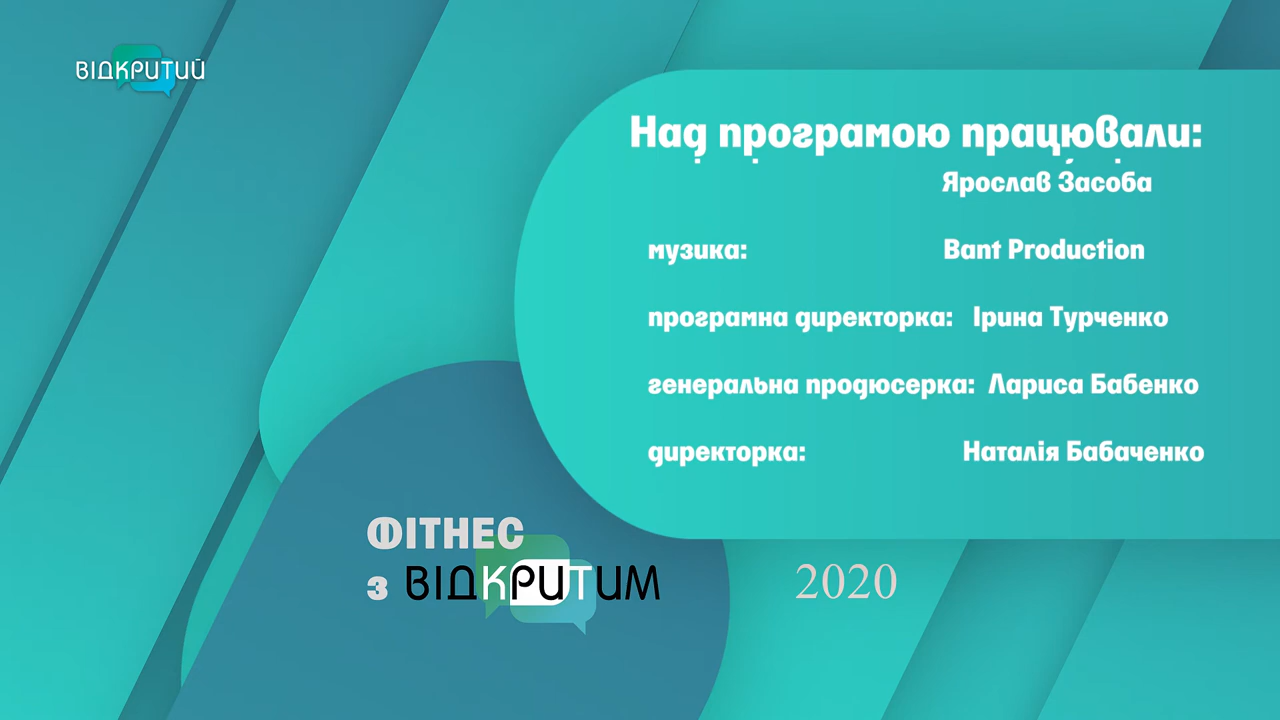 ВІДКРИТИЙ
Над програмою працювали:
Ярослав Засоба
музика: Bant Production
програмна директорка: Ірина Турченко
генеральна продюсерка: Лариса Бабенко
директорка: Наталія Бабаченко
ФІТНЕС
з ВІДКРИТИМ
2020